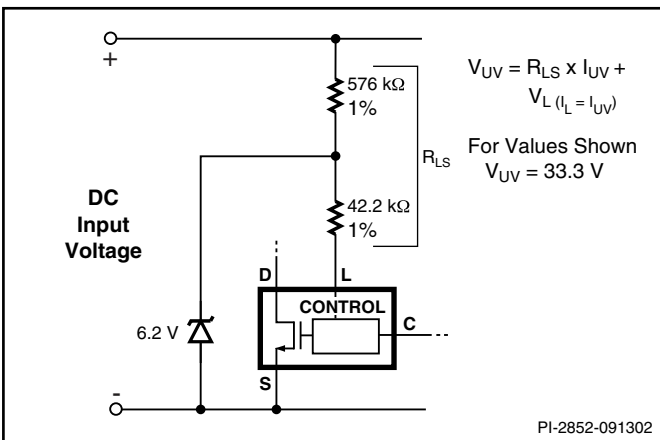 +
576 kΩ
1%
V_UV = R_LS x I_UV +
V_L (I_L = I_UV)
For Values Shown
V_UV = 33.3 V
R_LS
DC
Input
Voltage
42.2 kΩ
1%
D
L
CONTROL
C
6.2 V
S
-
PI-2852-091302